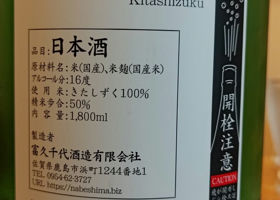 Kitashizuku
品目:日本酒
原材料名:米(国産)、米麹(国産米)
アルコール分:16度
使用米:きたしずく100%
精米歩合:50%
内容量:1,800ml
製造者
富久千代酒造有限会社
佐賀県鹿島市浜町1244番地1
TEL 0954-62-3727
URL https://nabeshima.biz
開栓注意
CAUTION